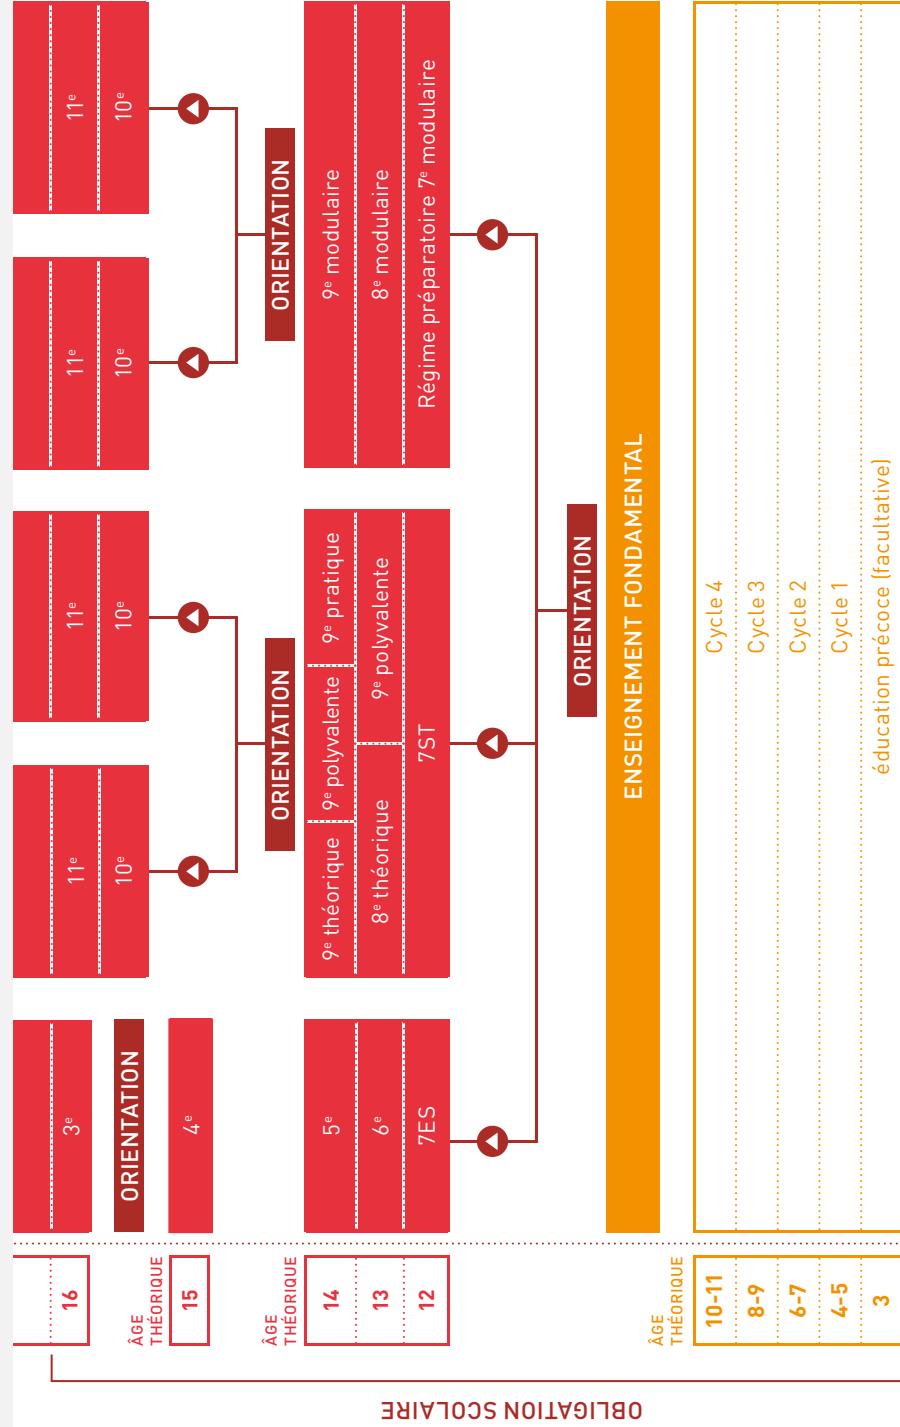 11ᵉ
10ᵉ
11ᵉ
10ᵉ
11ᵉ
10ᵉ
11ᵉ
10ᵉ
3ᵉ
16
ORIENTATION
ÂGE
THÉORIQUE
15
4ᵉ
ORIENTATION
ORIENTATION
ÂGE
THÉORIQUE
14
5ᵉ
9ᵉ théorique
9ᵉ polyvalente
9ᵉ pratique
9ᵉ modulaire
13
6ᵉ
8ᵉ théorique
9ᵉ polyvalente
8ᵉ modulaire
12
7ES
7ST
Régime préparatoire 7ᵉ modulaire
ORIENTATION
ENSEIGNEMENT FONDAMENTAL
ÂGE
THÉORIQUE
10-11
Cycle 4
8-9
Cycle 3
6-7
Cycle 2
4-5
Cycle 1
3
éducation précoce (facultative)
OBLIGATION SCOLAIRE